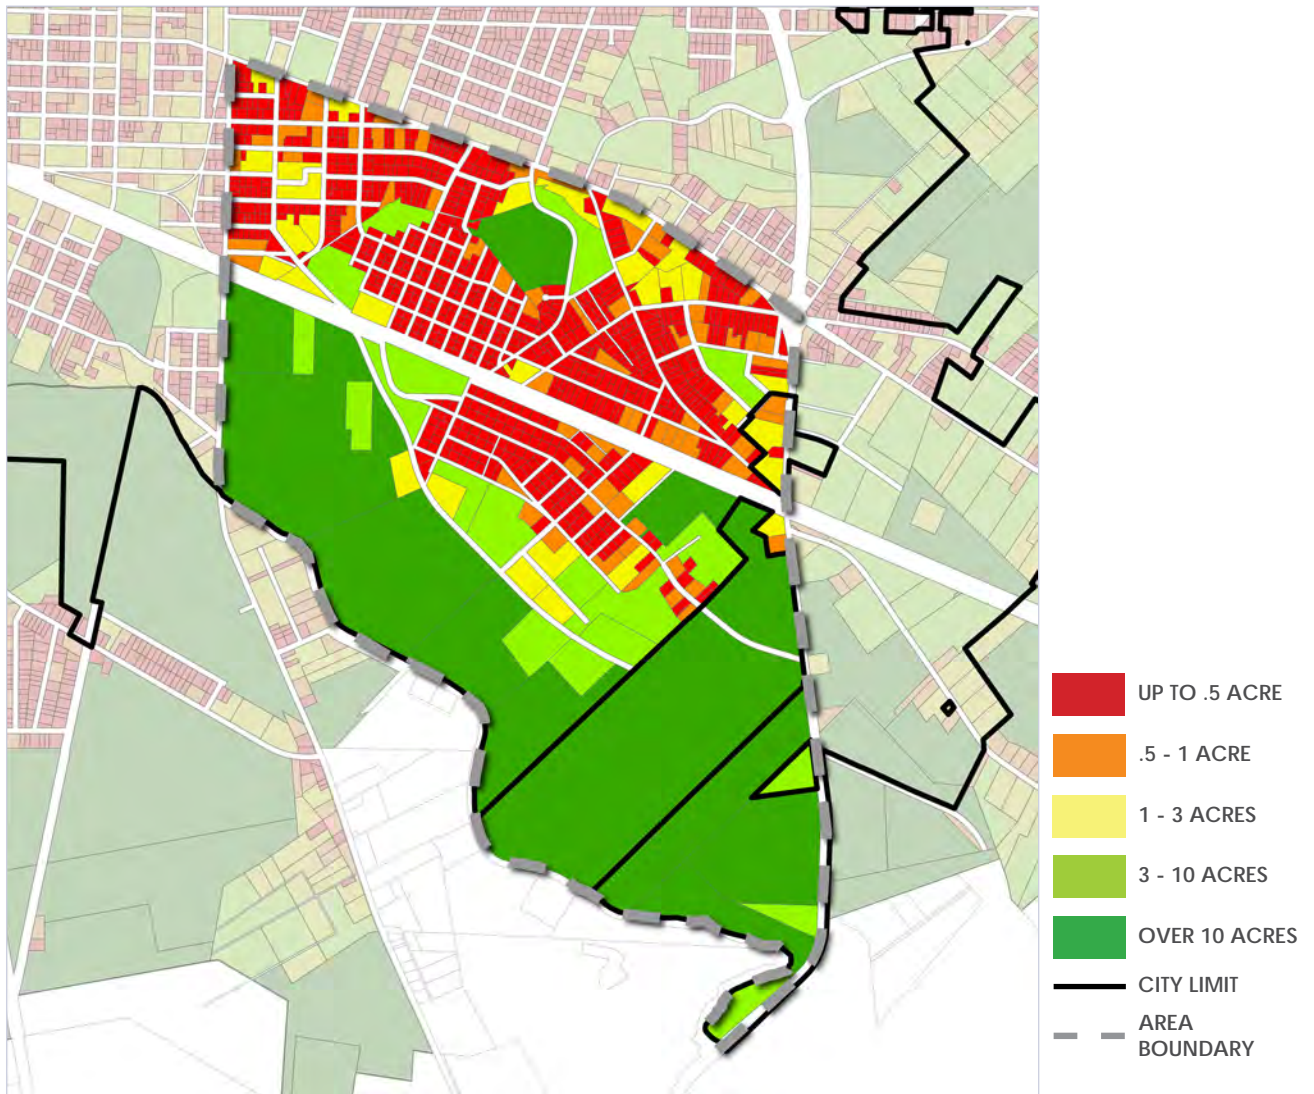 UP TO .5 ACRE
.5 - 1 ACRE
1 - 3 ACRES
3 - 10 ACRES
OVER 10 ACRES
CITY LIMIT
AREA
BOUNDARY